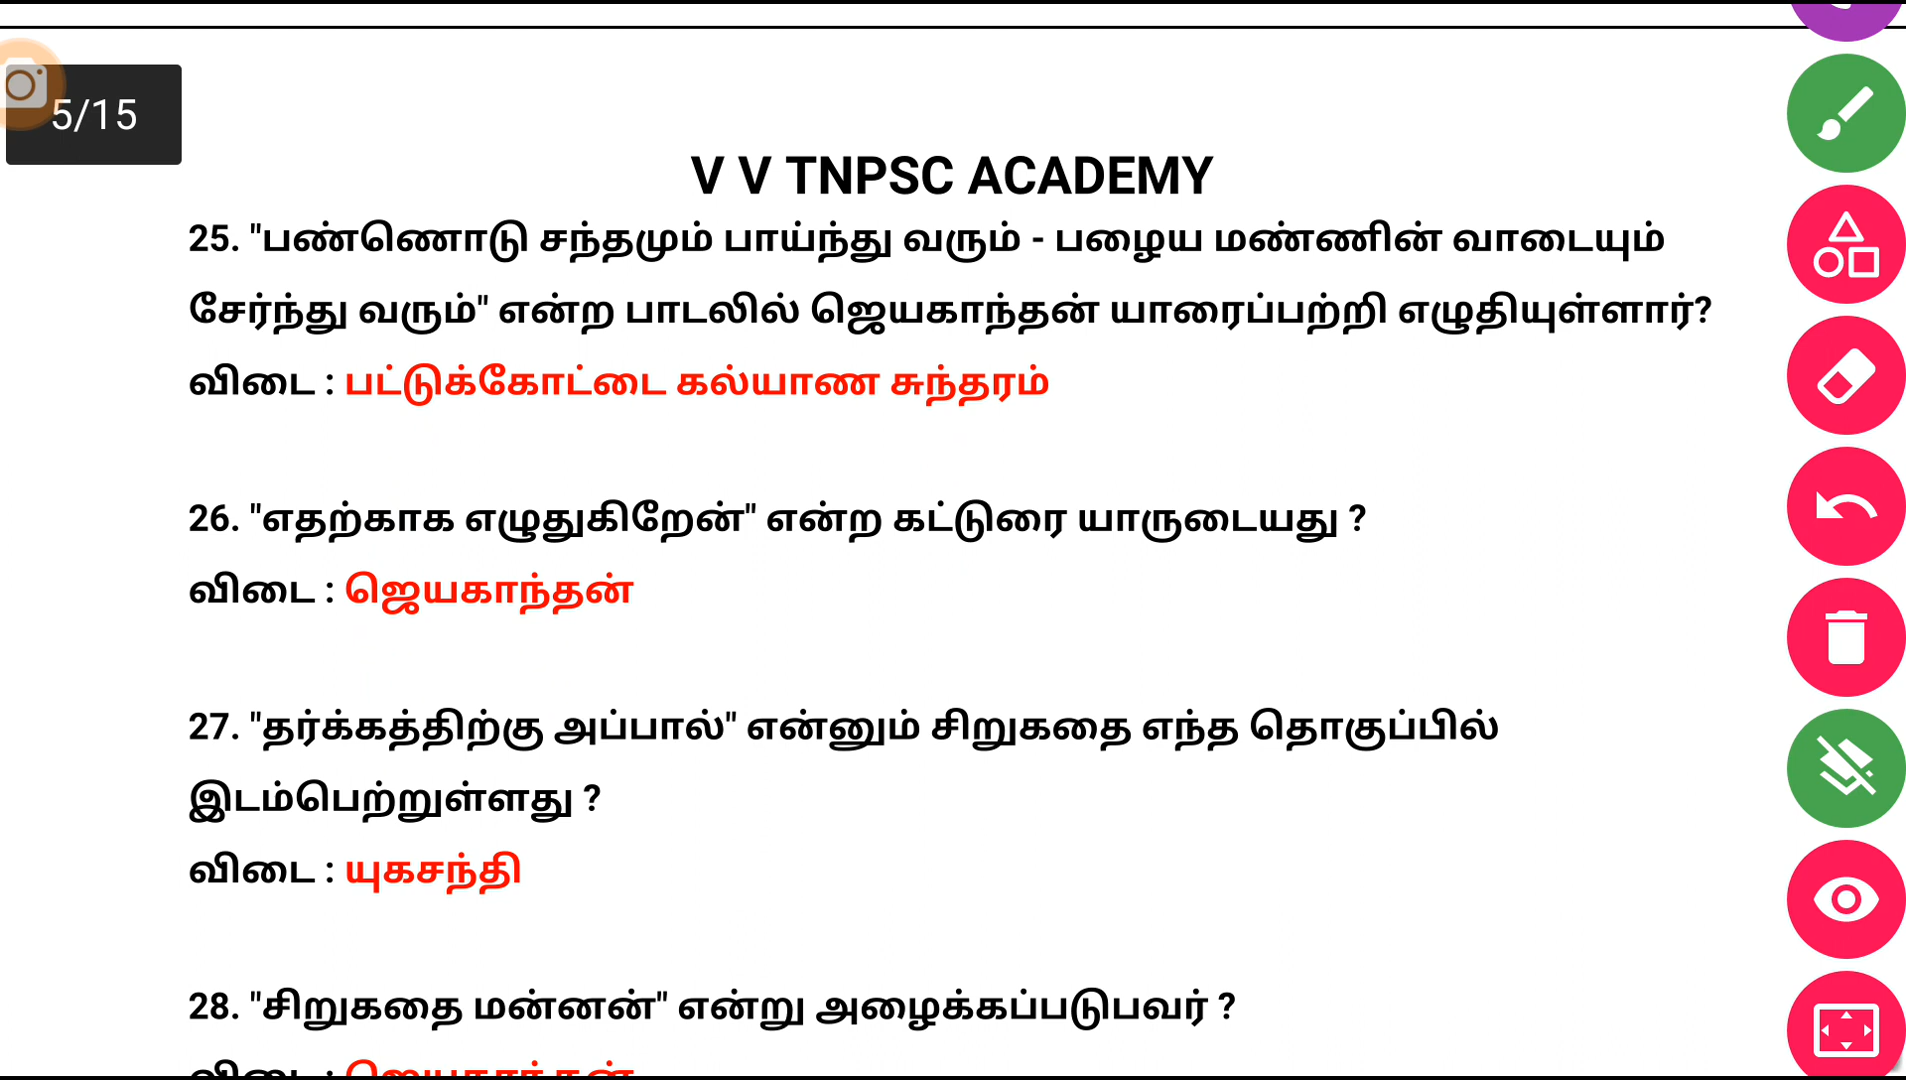 5/15
V V TNPSC ACADEMY
25. "பண்ணொடு சந்தமும் பாய்ந்து வரும் - பழைய மண்ணின் வாடையும்
சேர்ந்து வரும்" என்ற பாடலில் ஜெயகாந்தன் யாரைப்பற்றி எழுதியுள்ளார்?
விடை : பட்டுக்கோட்டை கல்யாண சுந்தரம்
26. "எதற்காக எழுதுகிறேன்" என்ற கட்டுரை யாருடையது ?
விடை : ஜெயகாந்தன்
27. "தர்க்கத்திற்கு அப்பால்" என்னும் சிறுகதை எந்த தொகுப்பில்
இடம்பெற்றுள்ளது ?
விடை : யுகசந்தி
28. "சிறுகதை மன்னன்" என்று அழைக்கப்படுபவர் ?
விடை : ஜெயகாந்தன்